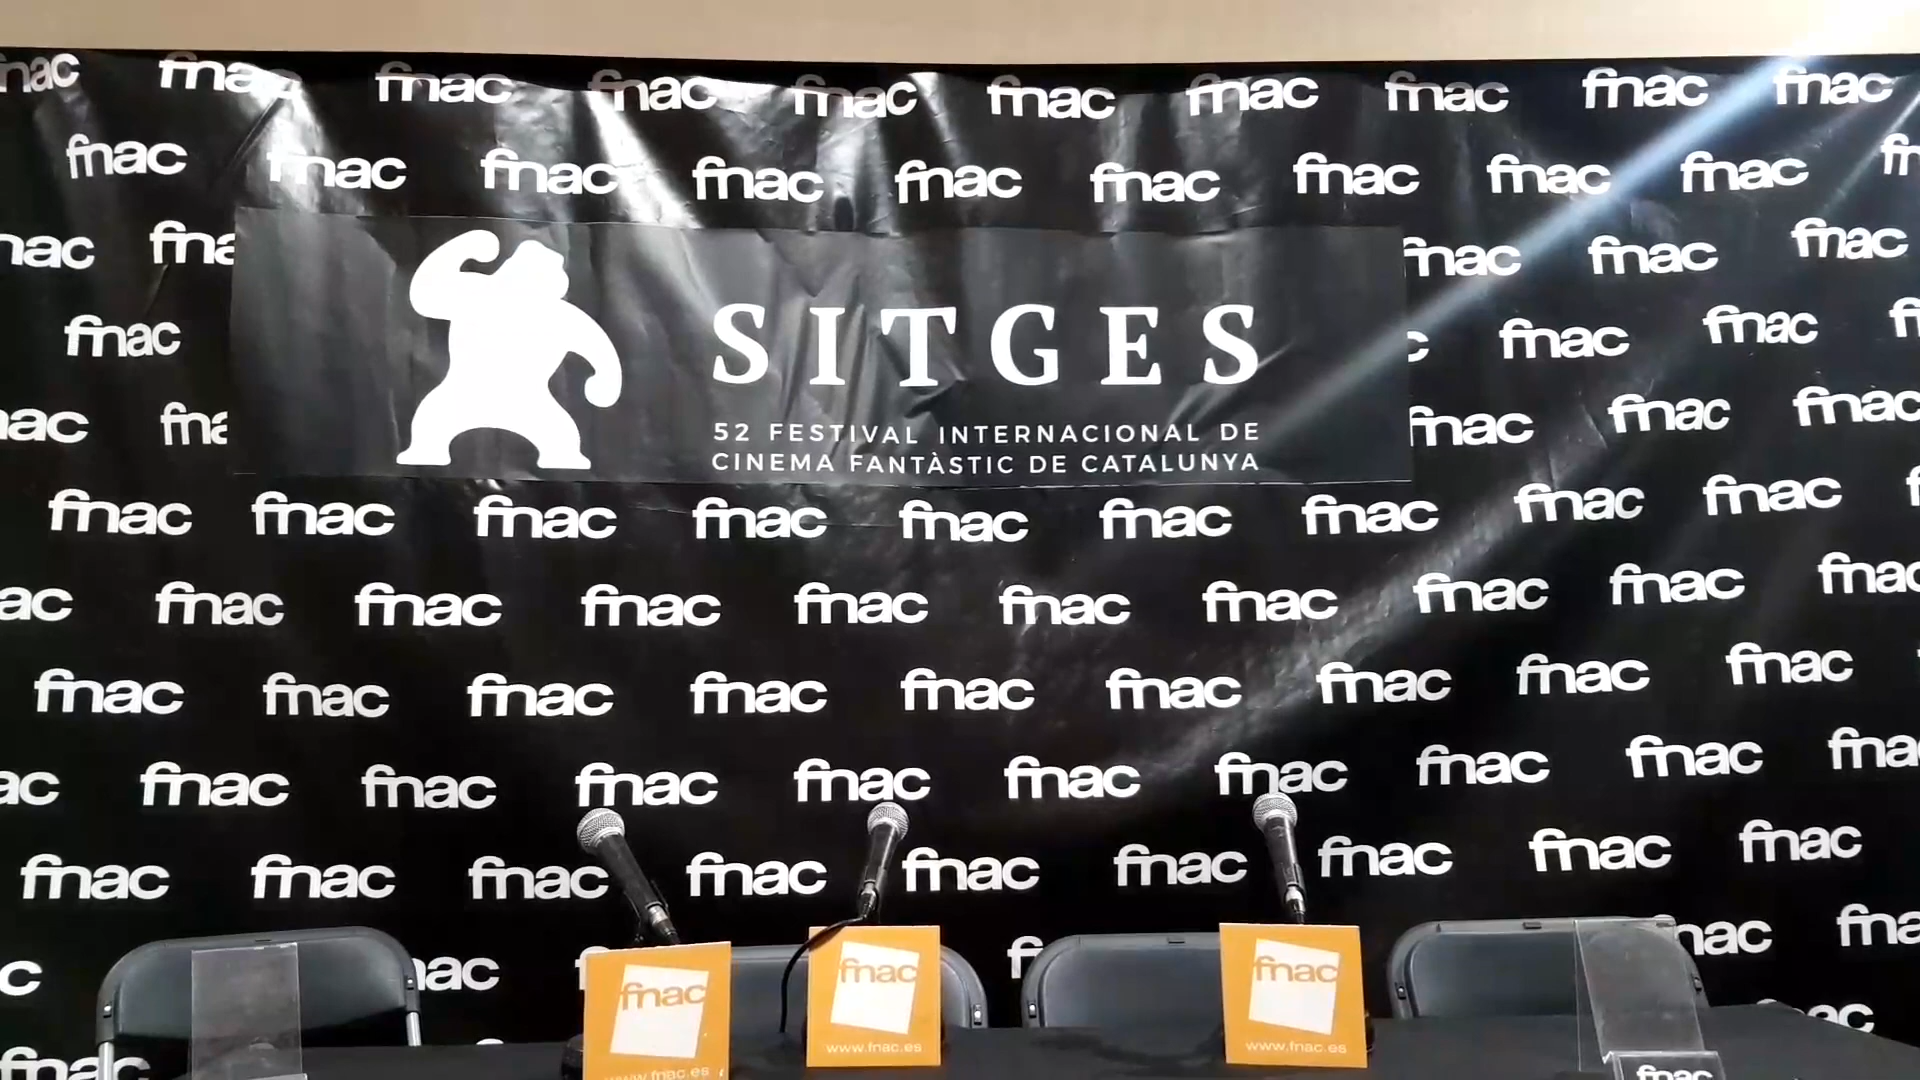 fnac fnac fnac fnac fnac fnac fnac fnac fnac
fnac fnac fnac fnac fnac fnac fnac fnac fnac
fnac fnac fnac
fnac fnac fnac
SITGES
52 FESTIVAL INTERNACIONAL DE
CINEMA FANTÀSTIC DE CATALUNYA
fnac fnac fnac
fnac fnac fnac fnac fnac fnac fnac fnac fnac
fnac fnac fnac fnac fnac fnac fnac fnac
fnac fnac fnac fnac fnac fnac fnac fnac fnac
fnac fnac fnac fnac fnac fnac fnac fnac
fnac fnac fnac fnac fnac fnac fnac fnac fnac
fnac fnac fnac
www.fnac.es www.fnac.es www.fnac.es
fnac